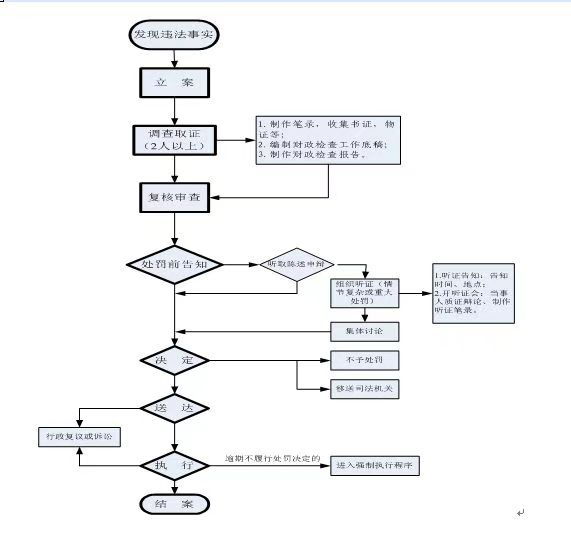 发现违法事实
立 案
调查取证
（2人以上）
1. 制作笔录，收集书证，物
证等；
2. 编制财政检查工作底稿；
3. 制作财政检查报告。
复核审查
处罚前告知
听取陈述申辩
组织听证（情
节复杂或重大
处罚）
1.听证告知：告知
时间、地点；
2.开听证会：当事
人质证辩论、制作
听证笔录。
集体讨论
决 定
不予处罚
移送司法机关
送 达
行政复议或诉讼
执 行
逾期不履行处罚决定的
进入强制执行程序
结 案